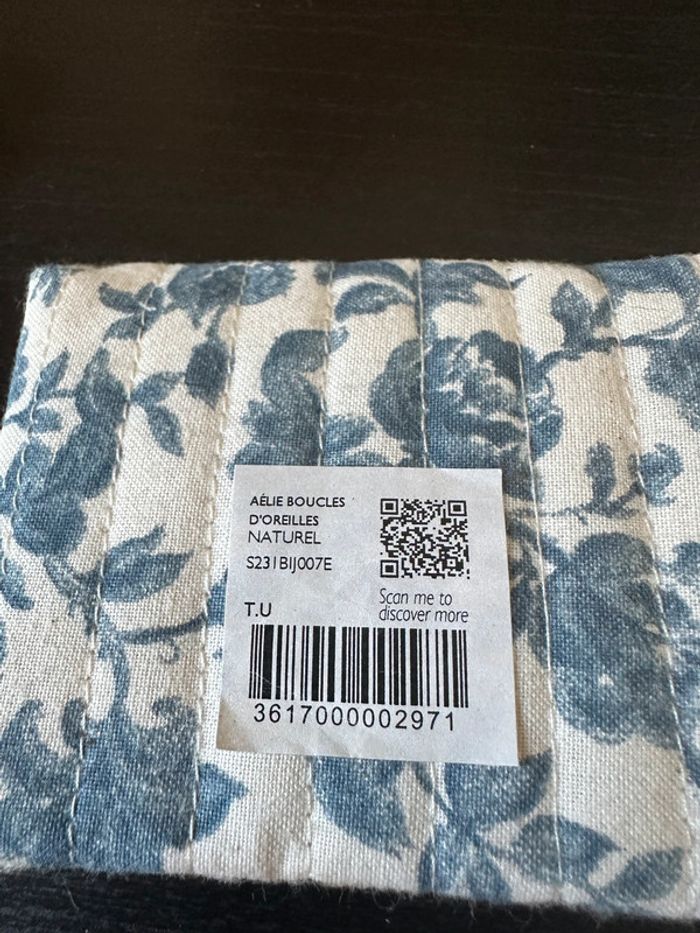 AÉLIE BOUCLES
D'OREILLES
NATUREL
S231BIJ007E
T.U
Scan me to
discover more
3617000002971